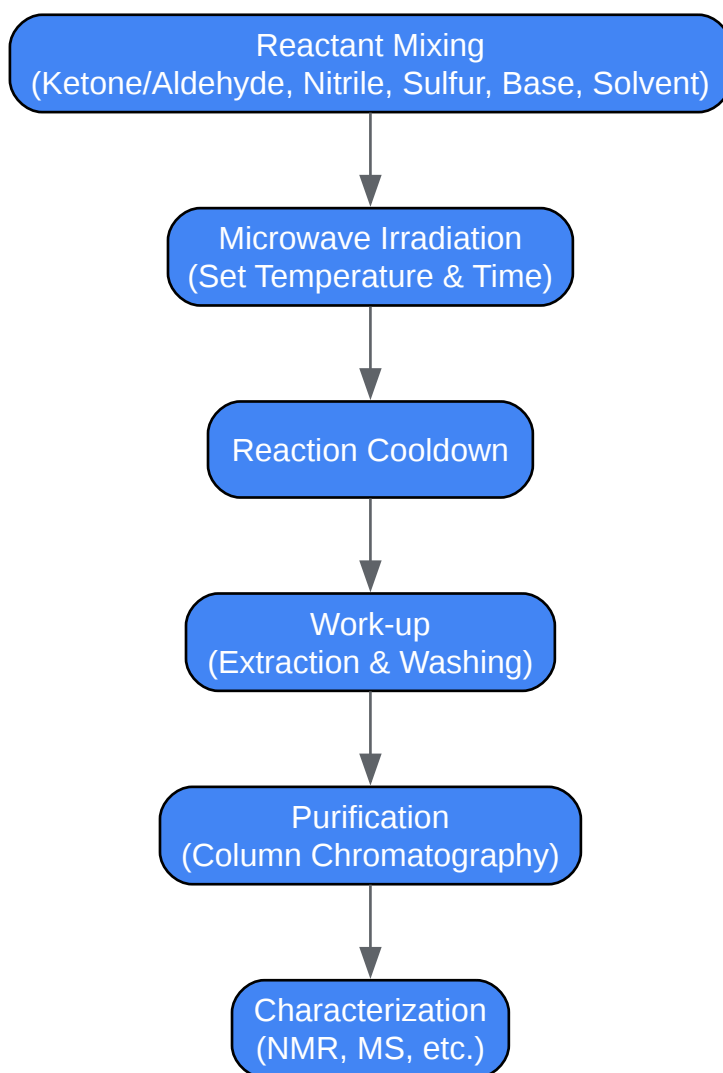 Reactant Mixing
(Ketone/Aldehyde, Nitrile, Sulfur, Base, Solvent)
Microwave Irradiation
(Set Temperature & Time)
Reaction Cooldown
Work-up
(Extraction & Washing)
Purification
(Column Chromatography)
Characterization
(NMR, MS, etc.)